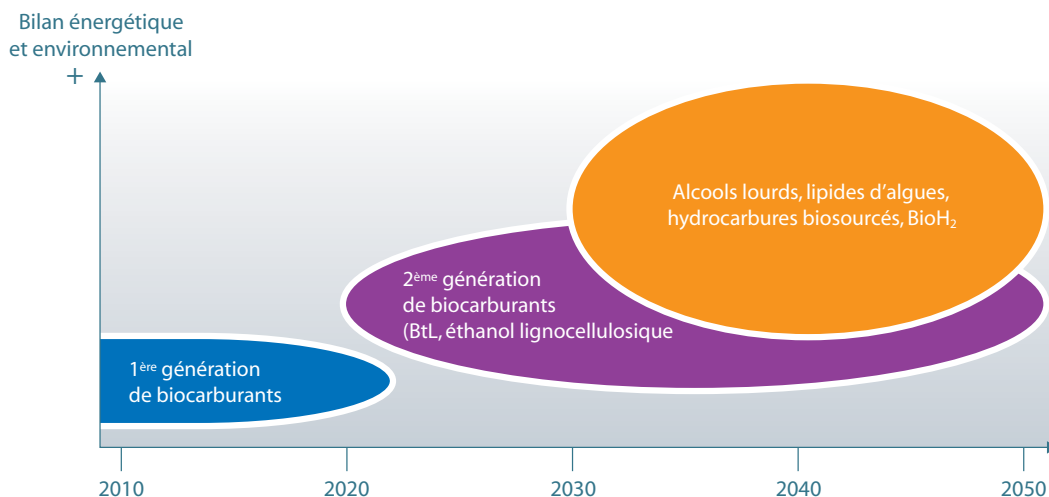 Bilan énergétique
et environnemental
+
Alcools lourds, lipides d'algues,
hydrocarbures biosourcés, BioH₂
2ème génération
de biocarburants
(BtL, éthanol lignocellulosique
1ère génération
de biocarburants
2010 2020 2030 2040 2050